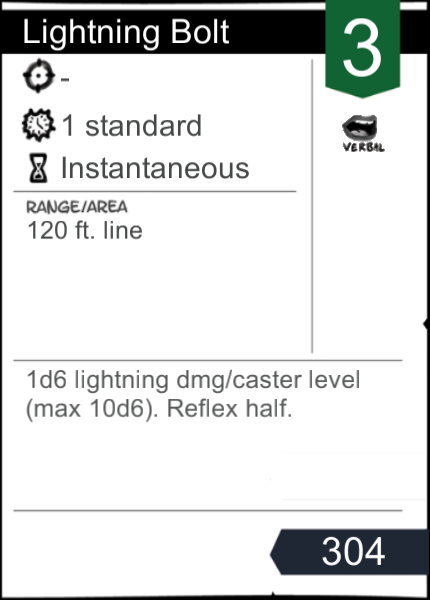 Lightning Bolt
3
-
1 standard
VERBAL
Instantaneous
RANGE/AREA
120 ft. line
1d6 lightning dmg/caster level
(max 10d6). Reflex half.
304